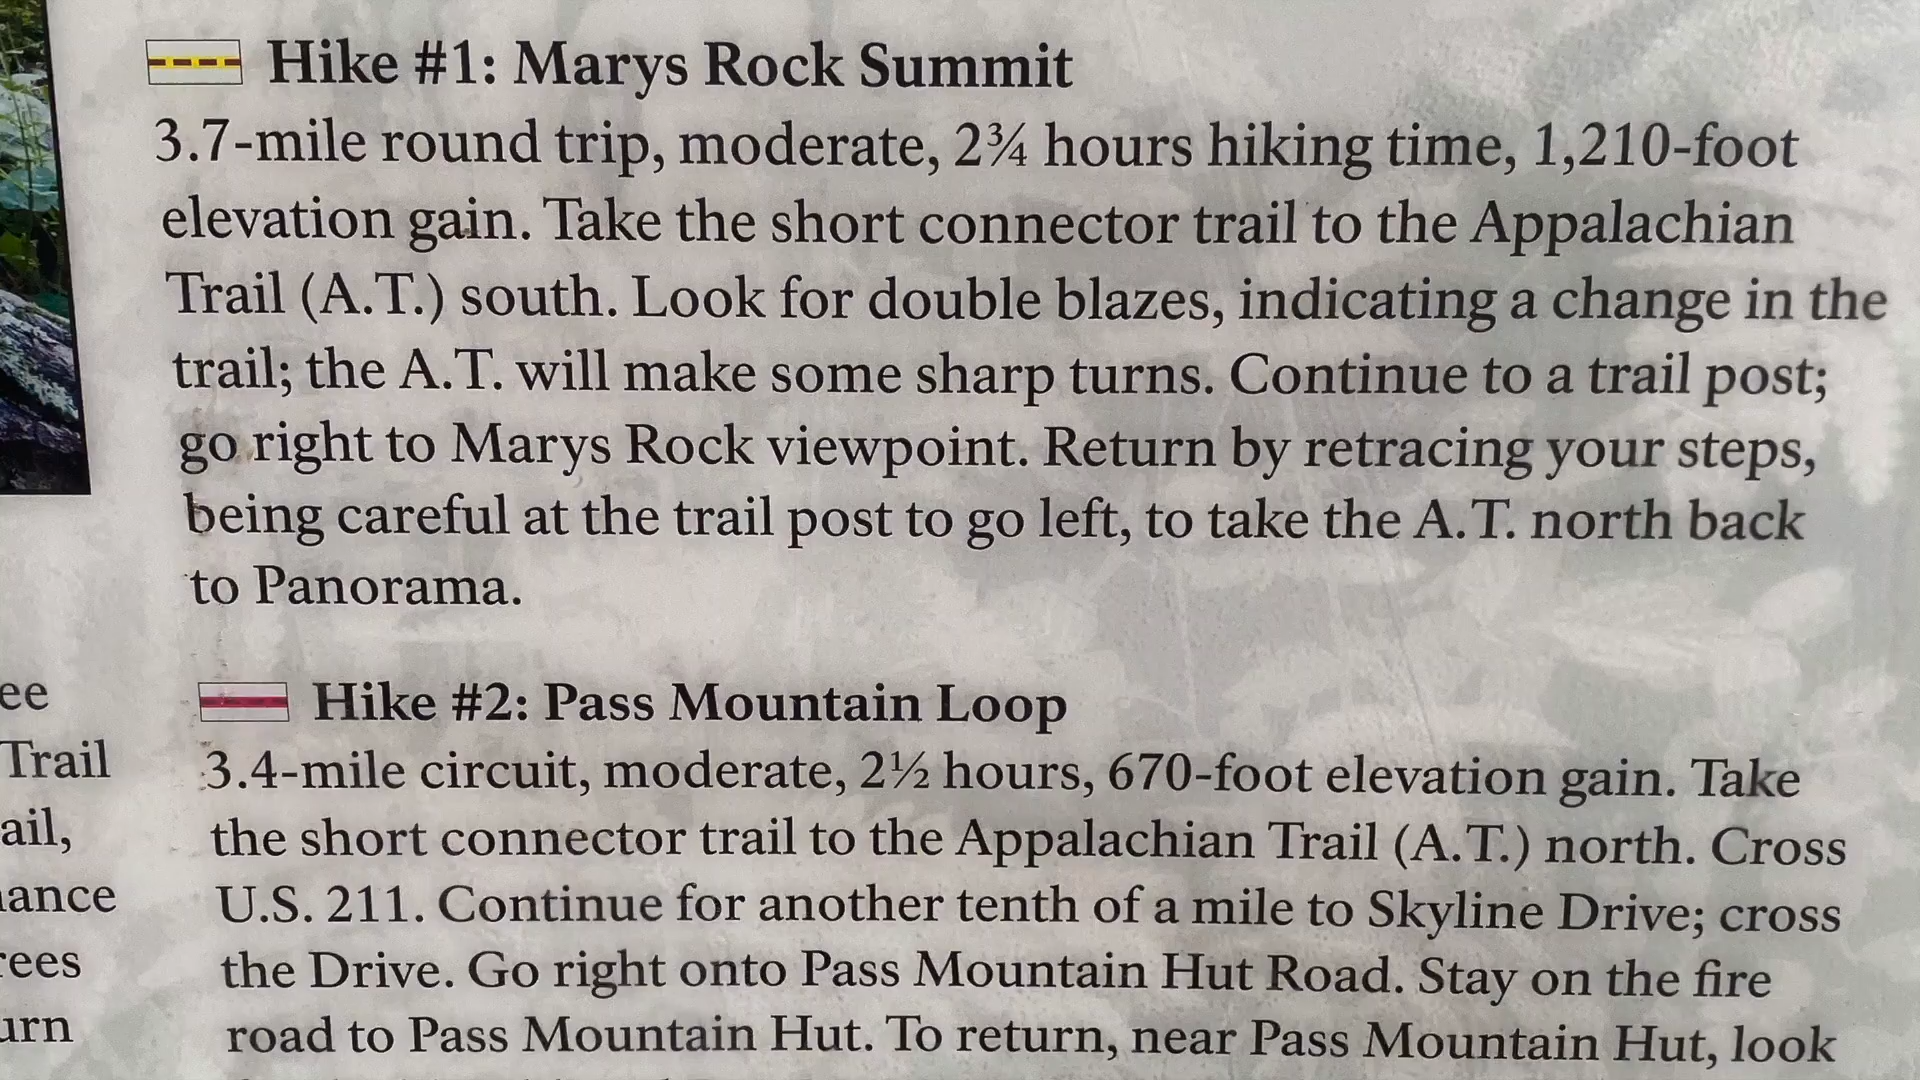 Hike #1: Marys Rock Summit
3.7-mile round trip, moderate, 2¾ hours hiking time, 1,210-foot
elevation gain. Take the short connector trail to the Appalachian
Trail (A.T.) south. Look for double blazes, indicating a change in the
trail; the A.T. will make some sharp turns. Continue to a trail post;
go right to Marys Rock viewpoint. Return by retracing your steps,
being careful at the trail post to go left, to take the A.T. north back
to Panorama.
Hike #2: Pass Mountain Loop
3.4-mile circuit, moderate, 2½ hours, 670-foot elevation gain. Take
the short connector trail to the Appalachian Trail (A.T.) north. Cross
U.S. 211. Continue for another tenth of a mile to Skyline Drive; cross
the Drive. Go right onto Pass Mountain Hut Road. Stay on the fire
road to Pass Mountain Hut. To return, near Pass Mountain Hut, look
Trail